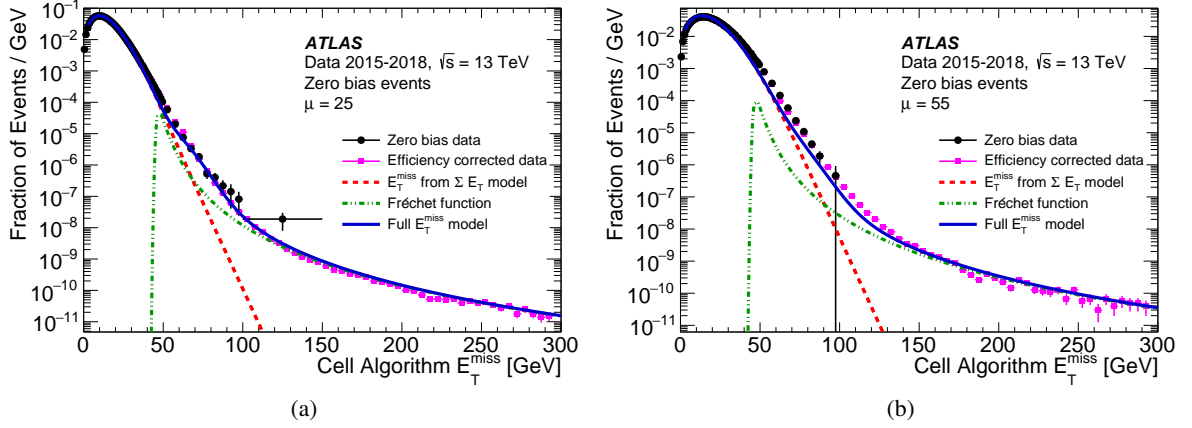 Fraction of Events / GeV
10⁻¹
10⁻²
10⁻³
10⁻⁴
10⁻⁵
10⁻⁶
10⁻⁷
10⁻⁸
10⁻⁹
10⁻¹⁰
10⁻¹¹
ATLAS
Data 2015-2018, √s = 13 TeV
Zero bias events
μ = 25
Zero bias data
Efficiency corrected data
E_T^miss from Σ E_T model
Fréchet function
Full E_T^miss model
0 50 100 150 200 250 300
Cell Algorithm E_T^miss [GeV]
(a)
Fraction of Events / GeV
10⁻¹
10⁻²
10⁻³
10⁻⁴
10⁻⁵
10⁻⁶
10⁻⁷
10⁻⁸
10⁻⁹
10⁻¹⁰
10⁻¹¹
ATLAS
Data 2015-2018, √s = 13 TeV
Zero bias events
μ = 55
Zero bias data
Efficiency corrected data
E_T^miss from Σ E_T model
Fréchet function
Full E_T^miss model
0 50 100 150 200 250 300
Cell Algorithm E_T^miss [GeV]
(b)